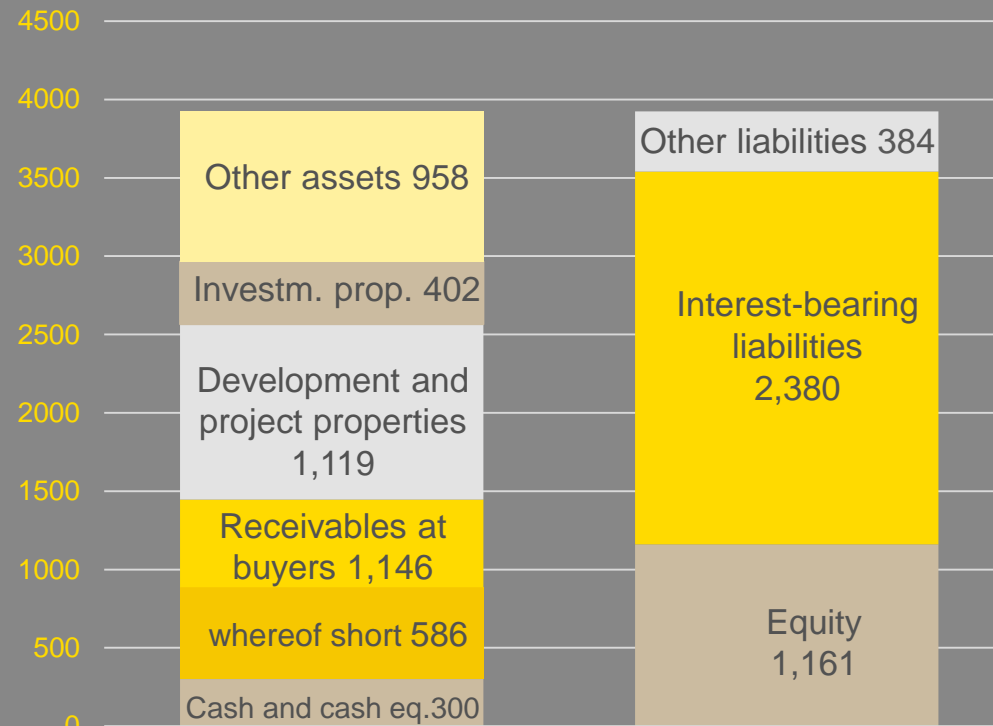 4500
4000
3500
3000
2500
2000
1500
1000
500
0
Other assets 958
Investm. prop. 402
Development and
project properties
1,119
Receivables at
buyers 1,146
whereof short 586
Cash and cash eq.300
Other liabilities 384
Interest-bearing
liabilities
2,380
Equity
1,161